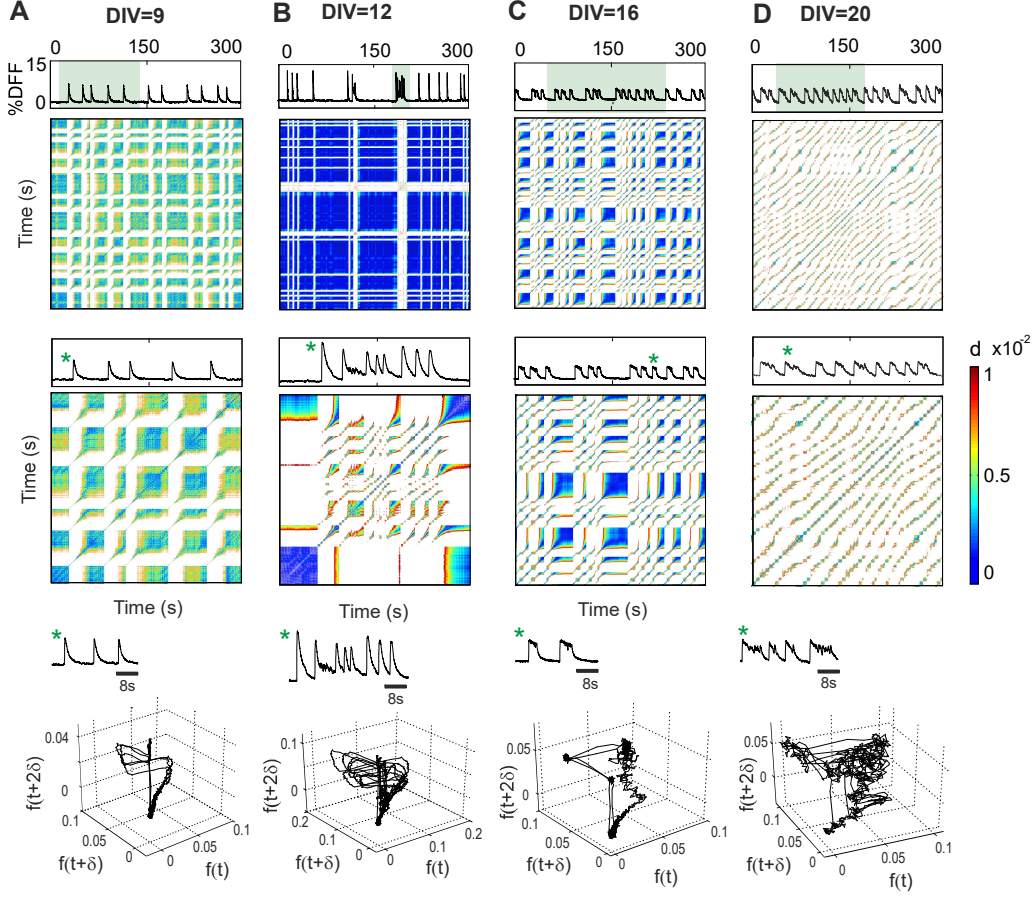 A DIV=9 B DIV=12 C DIV=16 D DIV=20
0 150 300 0 150 300 0 150 300 0 150 300
15
0
%DFF
Time (s)
*
*
*
*
d x10⁻²
1
0.5
0
Time (s)
Time (s) Time (s)
* * * *
8s 8s 8s 8s
0.04
0
f(t+2δ)
0.1
0.05
0
f(t+δ)
0
0.05
0.1
f(t)
0.1
0
f(t+2δ)
0.2
0.1
0
f(t+δ)
0
0.1
0.2
f(t)
0.05
0
f(t+2δ)
0.1
0.05
0
f(t+δ)
0
0.05
0.1
f(t)
0.05
0
f(t+2δ)
0.1
0.05
0
f(t+δ)
0
0.05
0.1
f(t)